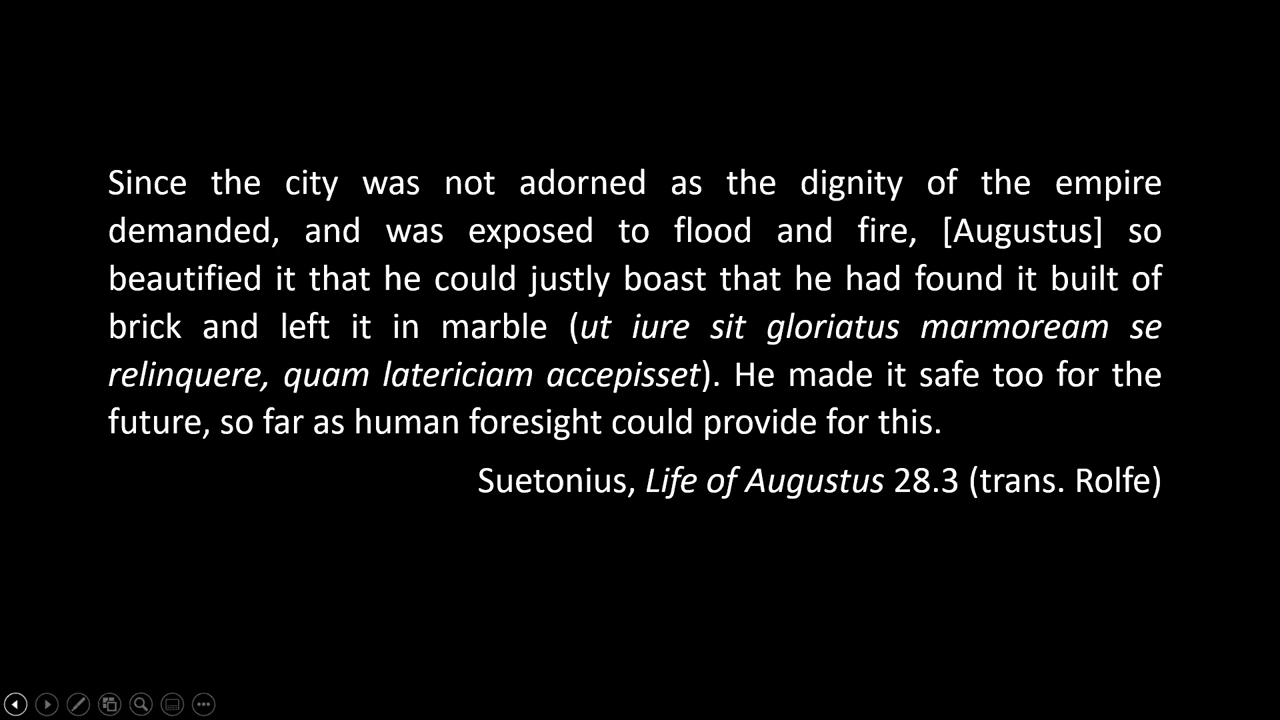 Since the city was not adorned as the dignity of the empire
demanded, and was exposed to flood and fire, [Augustus] so
beautified it that he could justly boast that he had found it built of
brick and left it in marble (ut iure sit gloriatus marmoream se
relinquere, quam latericiam accepisset). He made it safe too for the
future, so far as human foresight could provide for this.
Suetonius, Life of Augustus 28.3 (trans. Rolfe)